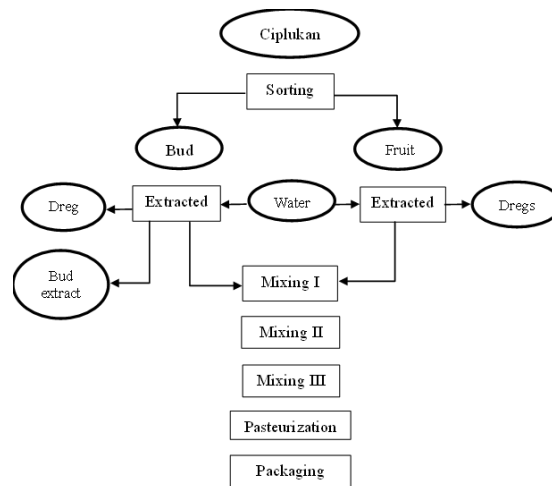 Ciplukan
Sorting
Bud
Fruit
Dreg
Extracted
Water
Extracted
Dregs
Bud
extract
Mixing I
Mixing II
Mixing III
Pasteurization
Packaging